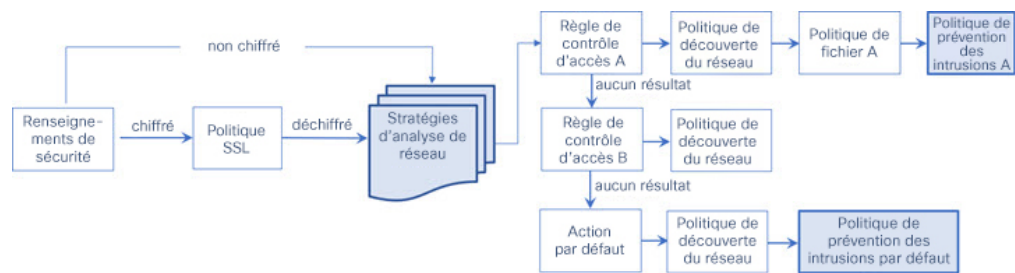 non chiffré
Renseigne-
ments de
sécurité
chiffré
Politique
SSL
déchiffré
Stratégies
d'analyse de
réseau
Règle de
contrôle
d'accès A
Politique de
découverte
du réseau
Politique de
fichier A
Politique de
prévention
des
intrusions A
aucun résultat
Règle de
contrôle
d'accès B
Politique de
découverte
du réseau
aucun résultat
Action
par défaut
Politique de
découverte
du réseau
Politique de
prévention des
intrusions par défaut